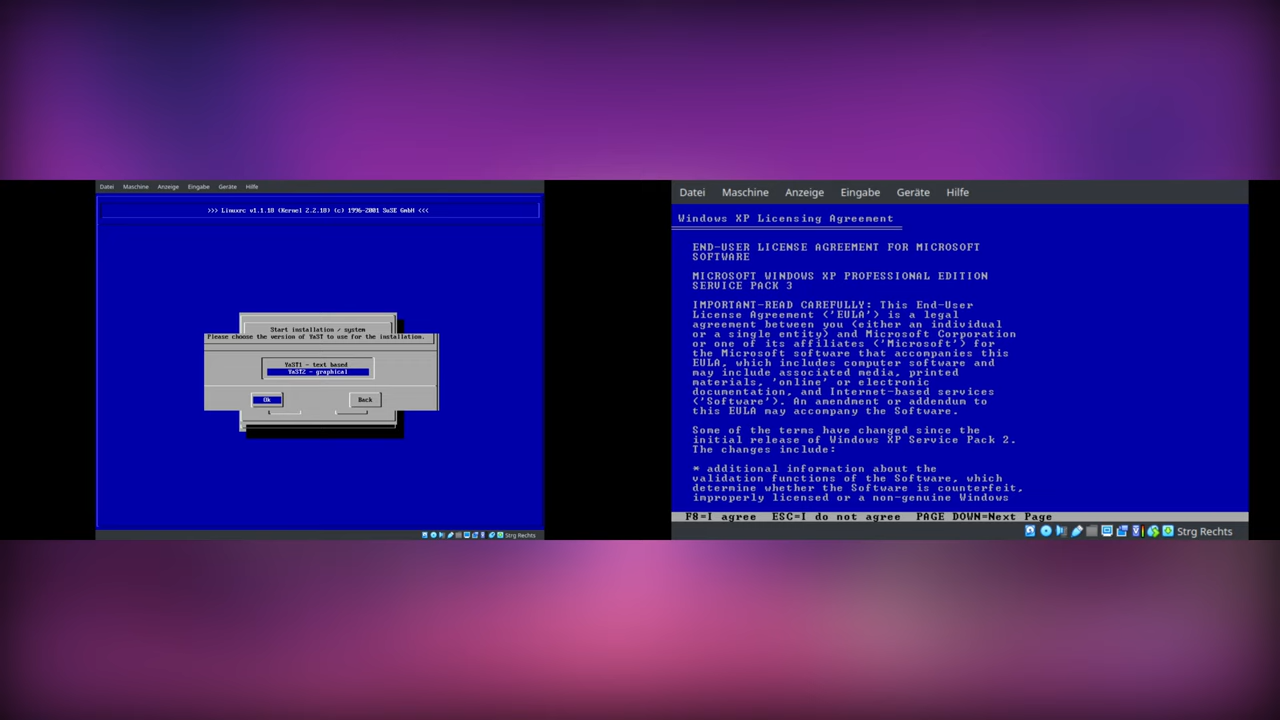 Datei Maschine Anzeige Eingabe Geräte Hilfe
>>> Linuxrc v1.1.18 (Kernel 2.2.18) (c) 1996-2001 SuSE GmbH <<<
Start installation / system
Please choose the version of YaST to use for the installation.
YaST1 - text based
YaST2 - graphical
Ok Back
Strg Rechts
Datei Maschine Anzeige Eingabe Geräte Hilfe
Windows XP Licensing Agreement
END-USER LICENSE AGREEMENT FOR MICROSOFT
SOFTWARE
MICROSOFT WINDOWS XP PROFESSIONAL EDITION
SERVICE PACK 3
IMPORTANT-READ CAREFULLY: This End-User
License Agreement ('EULA') is a legal
agreement between you (either an individual
or a single entity) and Microsoft Corporation
or one of its affiliates ('Microsoft') for
the Microsoft software that accompanies this
EULA, which includes computer software and
may include associated media, printed
materials, 'online' or electronic
documentation, and Internet-based services
('Software'). An amendment or addendum to
this EULA may accompany the Software.
Some of the terms have changed since the
initial release of Windows XP Service Pack 2.
The changes include:
* additional information about the
validation functions of the Software, which
determine whether the Software is counterfeit,
improperly licensed or a non-genuine Windows
F8=I agree ESC=I do not agree PAGE DOWN=Next Page
Strg Rechts